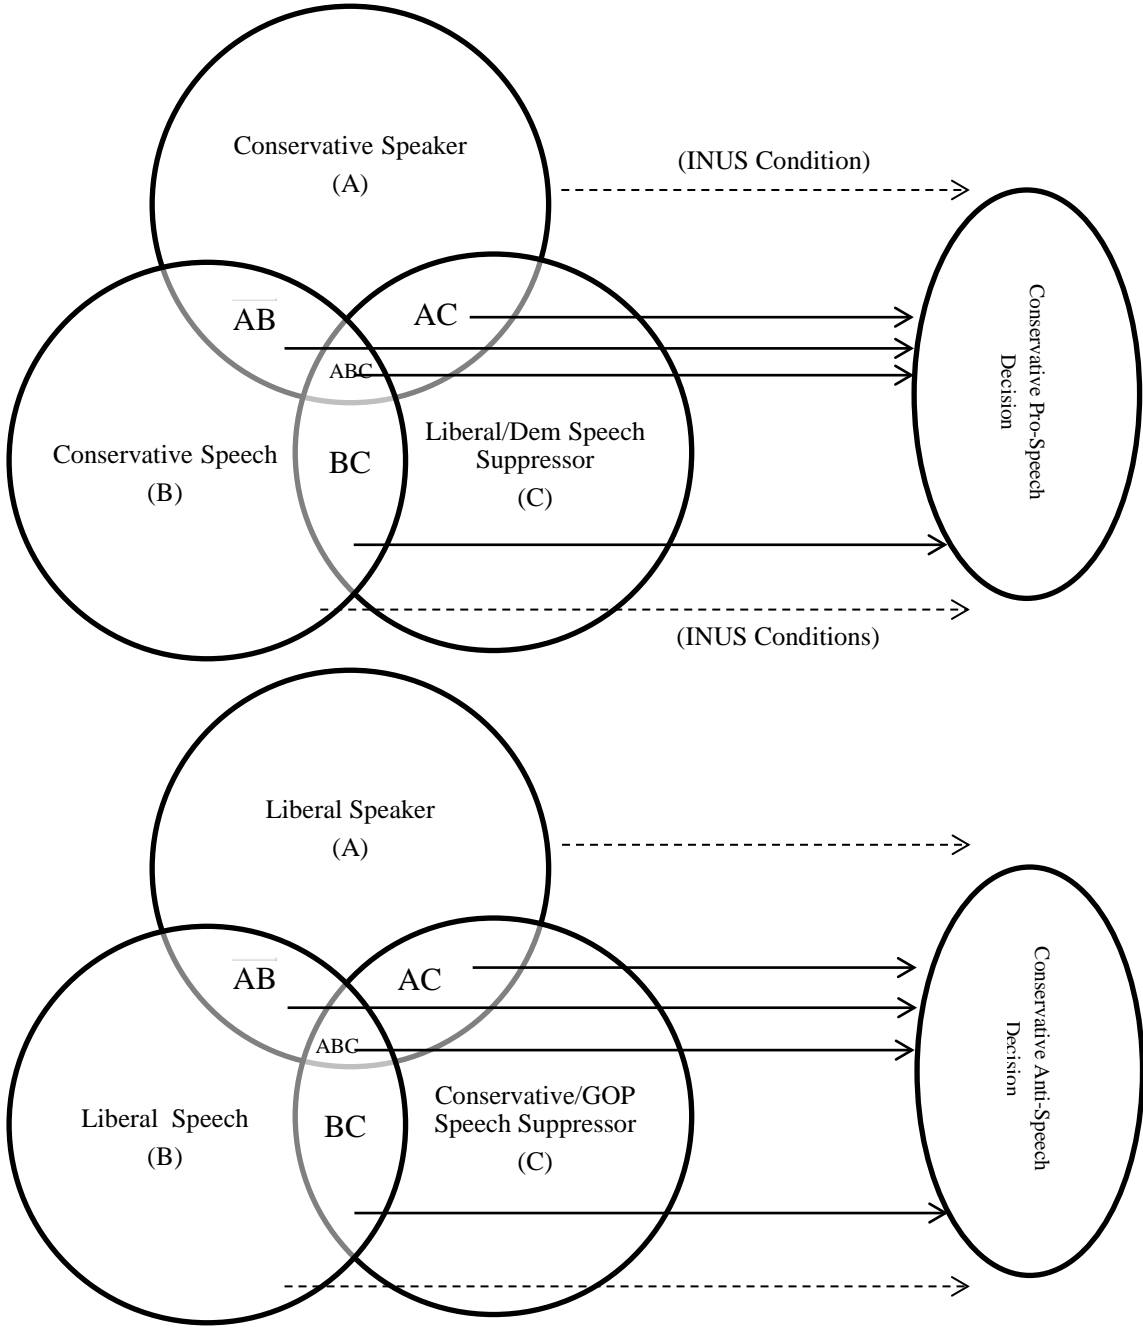 Conservative Speaker
(A)
(INUS Condition)
AB
AC
ABC
Conservative Speech
(B)
BC
Liberal/Dem Speech
Suppressor
(C)
Conservative Pro-Speech
Decision
(INUS Conditions)
Liberal Speaker
(A)
AB
AC
ABC
Liberal Speech
(B)
BC
Conservative/GOP
Speech Suppressor
(C)
Conservative Anti-Speech
Decision